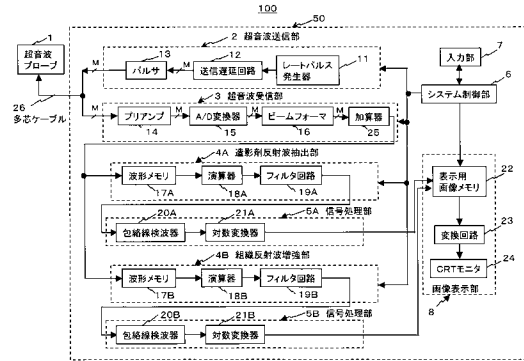 100
50
1
超音波
プローブ
26
多芯ケーブル
2 超音波送信部
13
12
11
M
M
パルサ
送信遅延回路
レートパルス
発生器
3 超音波受信部
M
M
M
M
プリアンプ
A/D変換器
ビームフォーマ
加算器
14
15
16
25
7
入力部
6
システム制御部
4A 造影剤反射波抽出部
波形メモリ
演算器
フィルタ回路
17A
18A
19A
20A
21A
5A 信号処理部
包絡線検波器
対数変換器
4B 組織反射波増強部
波形メモリ
演算器
フィルタ回路
17B
18B
19B
20B
21B
5B 信号処理部
包絡線検波器
対数変換器
22
表示用
画像メモリ
23
変換回路
24
CRTモニタ
画像表示部
8